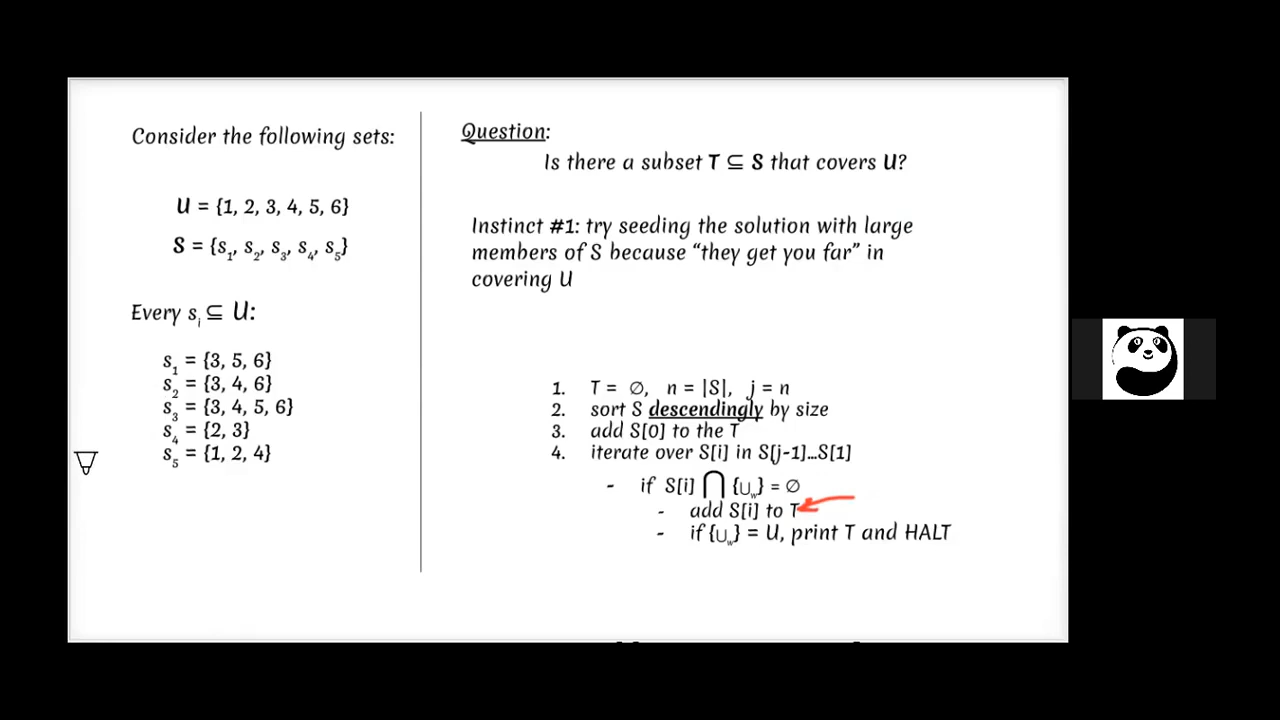 Consider the following sets:
U = {1, 2, 3, 4, 5, 6}
S = {s₁, s₂, s₃, s₄, s₅}
Every sᵢ ⊆ U:
s₁ = {3, 5, 6}
s₂ = {3, 4, 6}
s₃ = {3, 4, 5, 6}
s₄ = {2, 3}
s₅ = {1, 2, 4}
Question:
Is there a subset T ⊆ S that covers U?
Instinct #1: try seeding the solution with large
members of S because “they get you far” in
covering U
1. T = ∅, n = |S|, j = n
2. sort S descendingly by size
3. add S[0] to the T
4. iterate over S[i] in S[j-1]...S[1]
- if S[i] ⋂ {∪w} = ∅
- add S[i] to T
- if {∪w} = U, print T and HALT